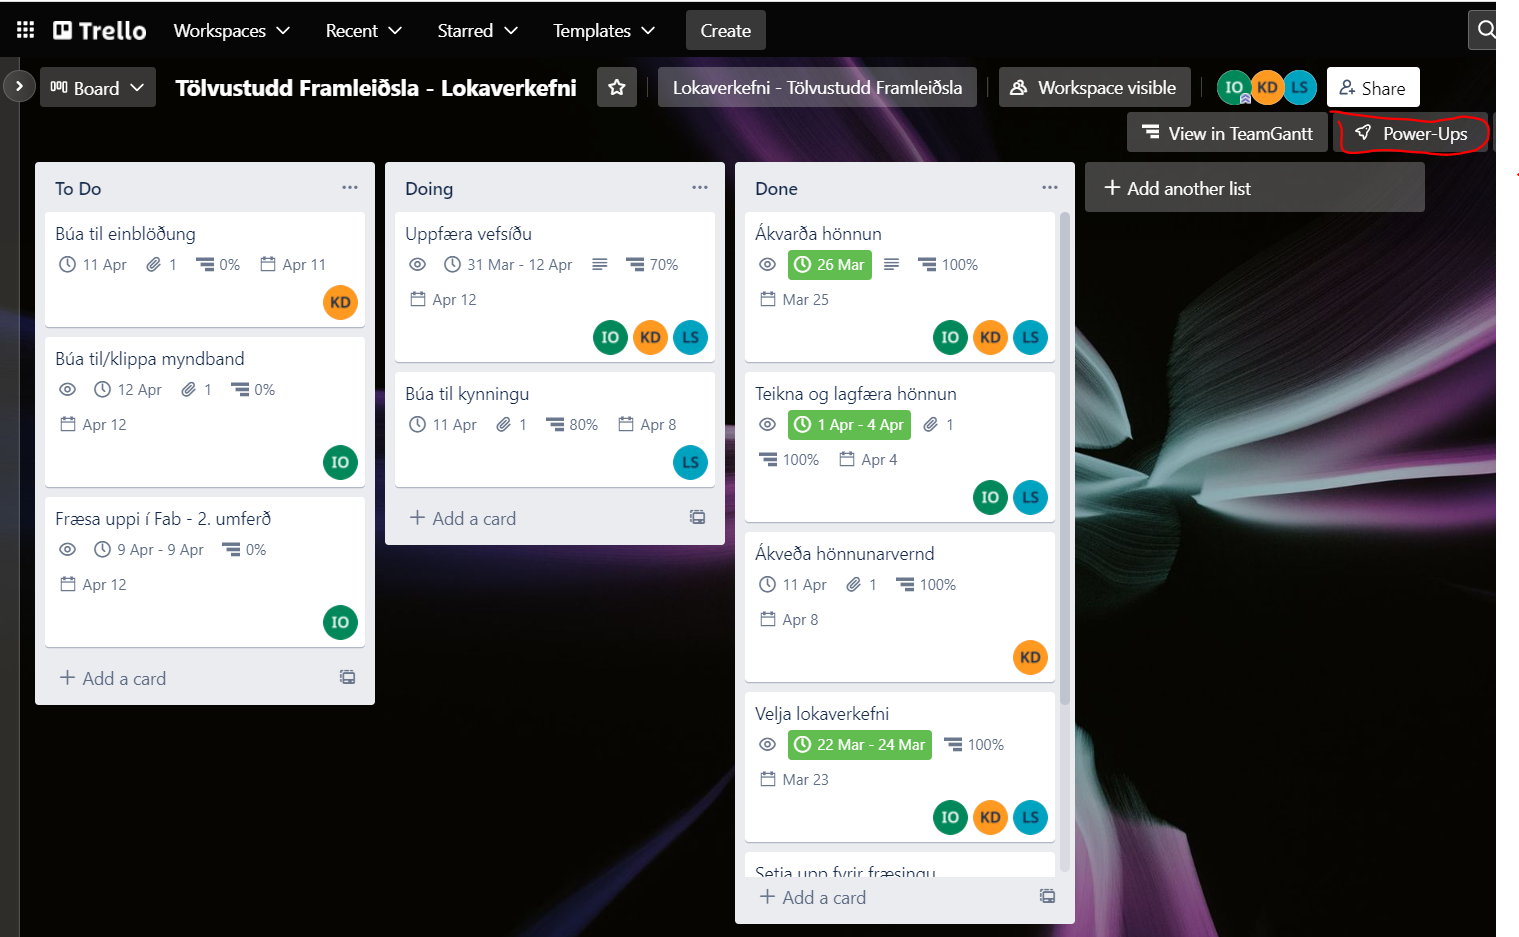 Trello Workspaces Recent Starred Templates Create
Board Tölvustudd Framleiðsla - Lokaverkefni Lokaverkefni - Tölvustudd Framleiðsla Workspace visible IO KD LS Share
View in TeamGantt Power-Ups
To Do
Búa til einblöðung
11 Apr 1 0% Apr 11
KD
Búa til/klippa myndband
12 Apr 1 0%
Apr 12
IO
Fræsa uppi í Fab - 2. umferð
9 Apr - 9 Apr 0%
Apr 12
IO
+ Add a card
Doing
Uppfæra vefsíðu
31 Mar - 12 Apr 70%
Apr 12
IO KD LS
Búa til kynningu
11 Apr 1 80% Apr 8
LS
+ Add a card
Done
Ákvarða hönnun
26 Mar 100%
Mar 25
IO KD LS
Teikna og lagfæra hönnun
1 Apr - 4 Apr 1
100% Apr 4
IO LS
Ákveða hönnunarvernd
11 Apr 1 100%
Apr 8
KD
Velja lokaverkefni
22 Mar - 24 Mar 100%
Mar 23
IO KD LS
Setja upp fyrir fræsingu
+ Add a card
+ Add another list